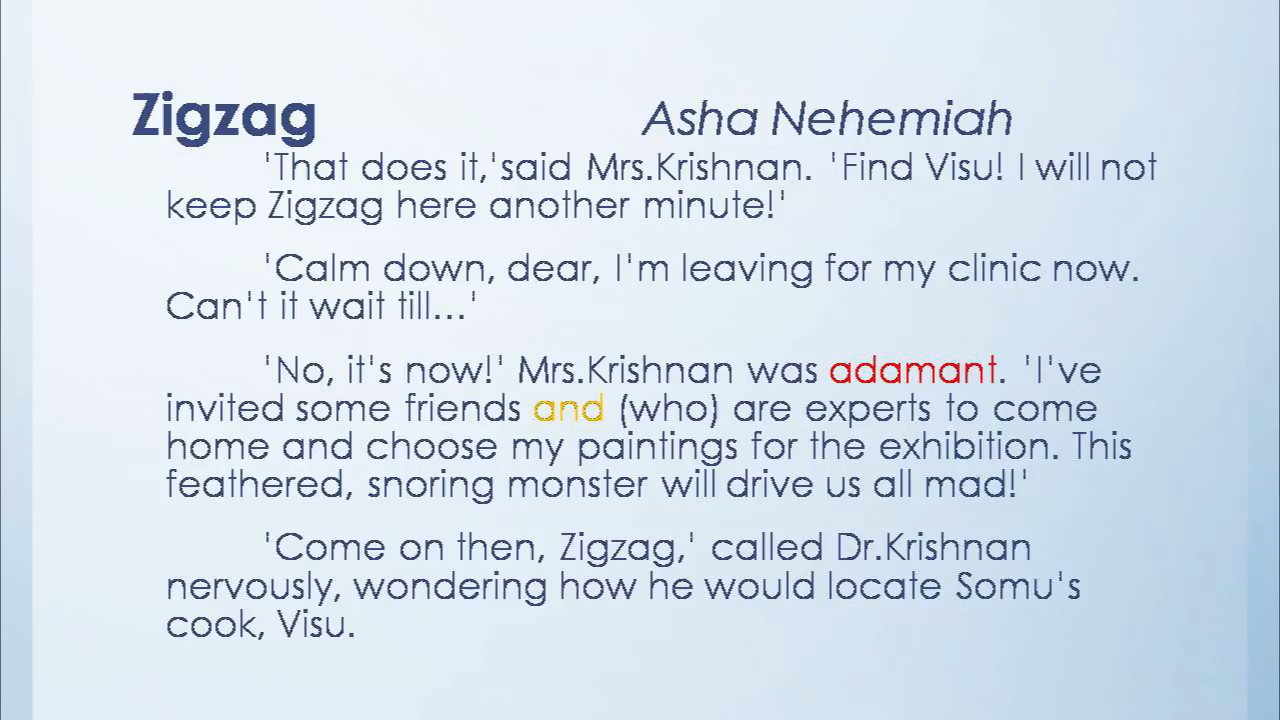 Zigzag Asha Nehemiah
'That does it,'said Mrs.Krishnan. 'Find Visu! I will not
keep Zigzag here another minute!'
'Calm down, dear, I'm leaving for my clinic now.
Can't it wait till...'
'No, it's now!' Mrs.Krishnan was adamant. 'I've
invited some friends and (who) are experts to come
home and choose my paintings for the exhibition. This
feathered, snoring monster will drive us all mad!'
'Come on then, Zigzag,' called Dr.Krishnan
nervously, wondering how he would locate Somu's
cook, Visu.